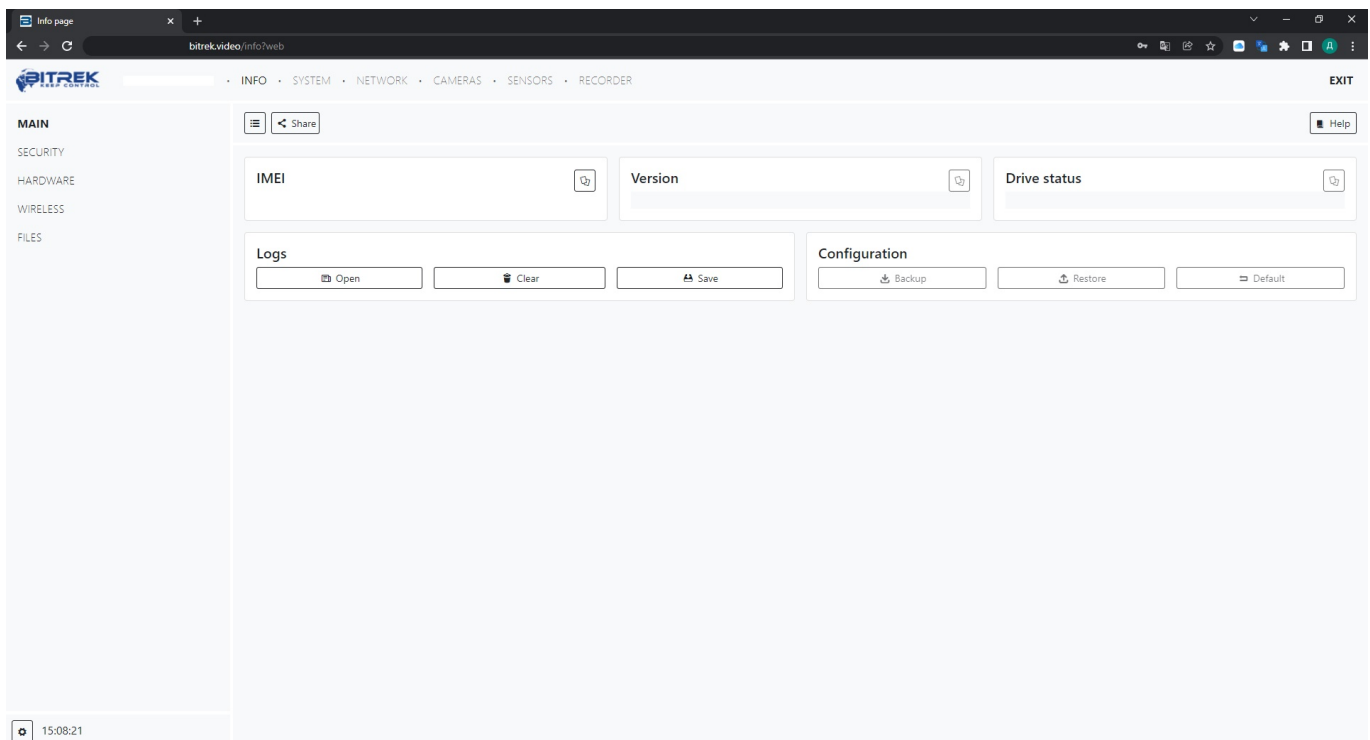 Info page
bitrek.video/info?web
Д
BITREK
KEEP CONTROL
· INFO · SYSTEM · NETWORK · CAMERAS · SENSORS · RECORDER
EXIT
MAIN
SECURITY
HARDWARE
WIRELESS
FILES
Share
Help
IMEI
Version
Drive status
Logs
Open
Clear
Save
Configuration
Backup
Restore
Default
15:08:21